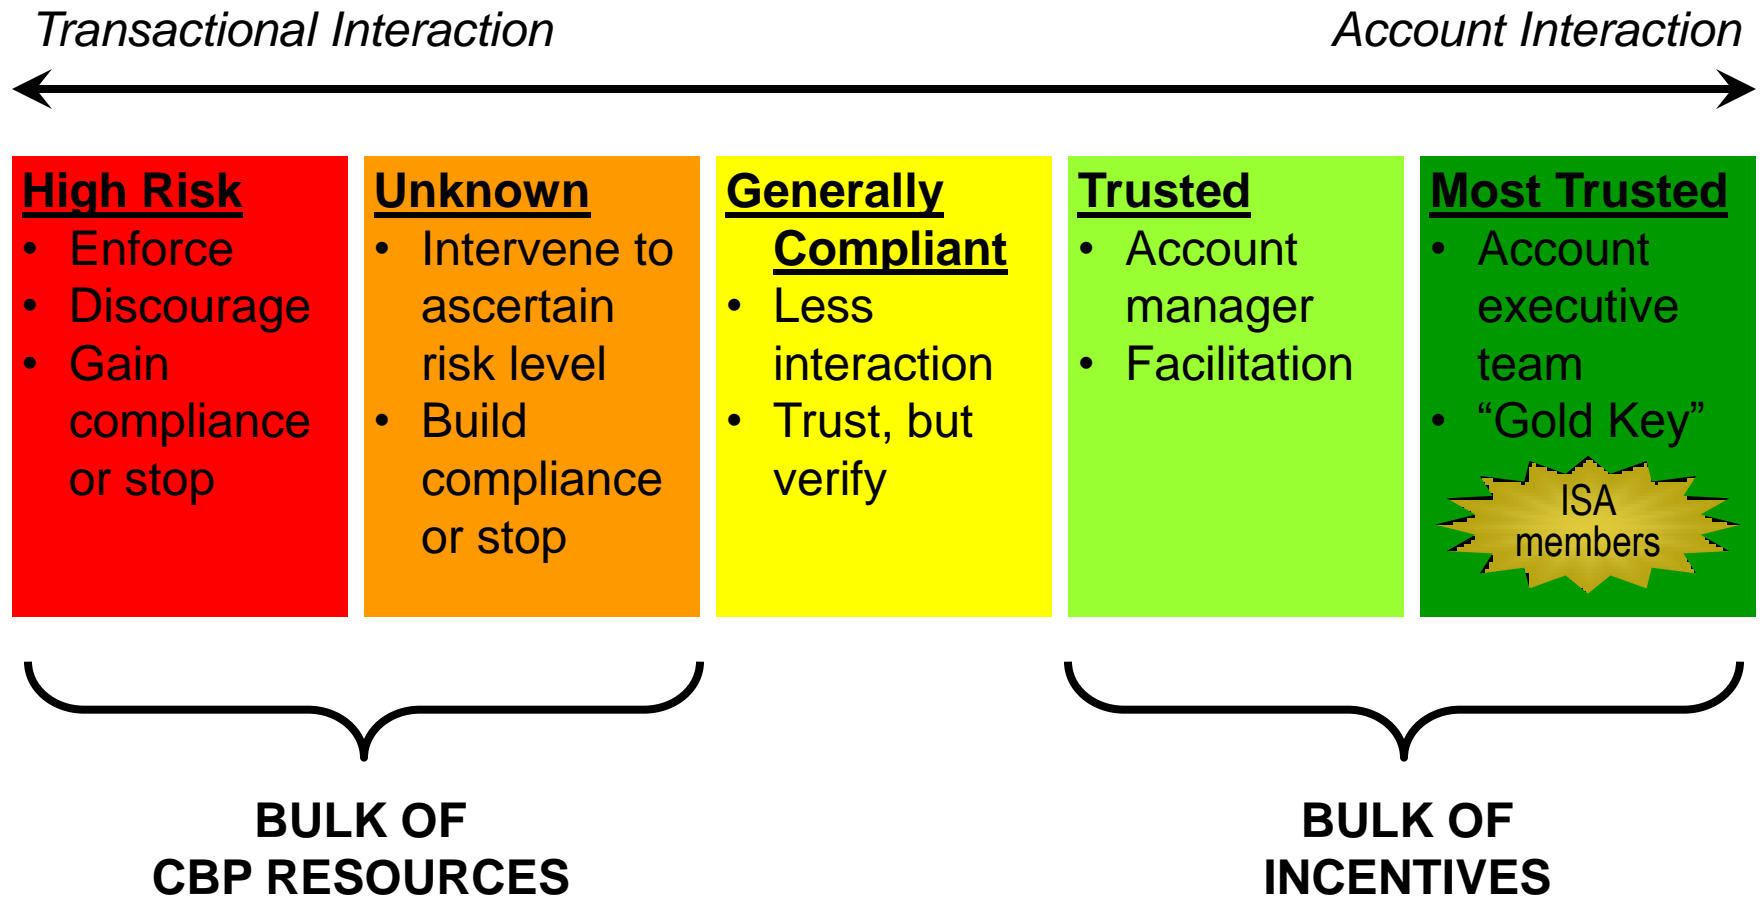 Transactional Interaction
Account Interaction
High Risk
• Enforce
• Discourage
• Gain
compliance
or stop
Unknown
• Intervene to
ascertain
risk level
• Build
compliance
or stop
Generally
Compliant
• Less
interaction
• Trust, but
verify
Trusted
• Account
manager
• Facilitation
Most Trusted
• Account
executive
team
• “Gold Key”
ISA
members
BULK OF
CBP RESOURCES
BULK OF
INCENTIVES